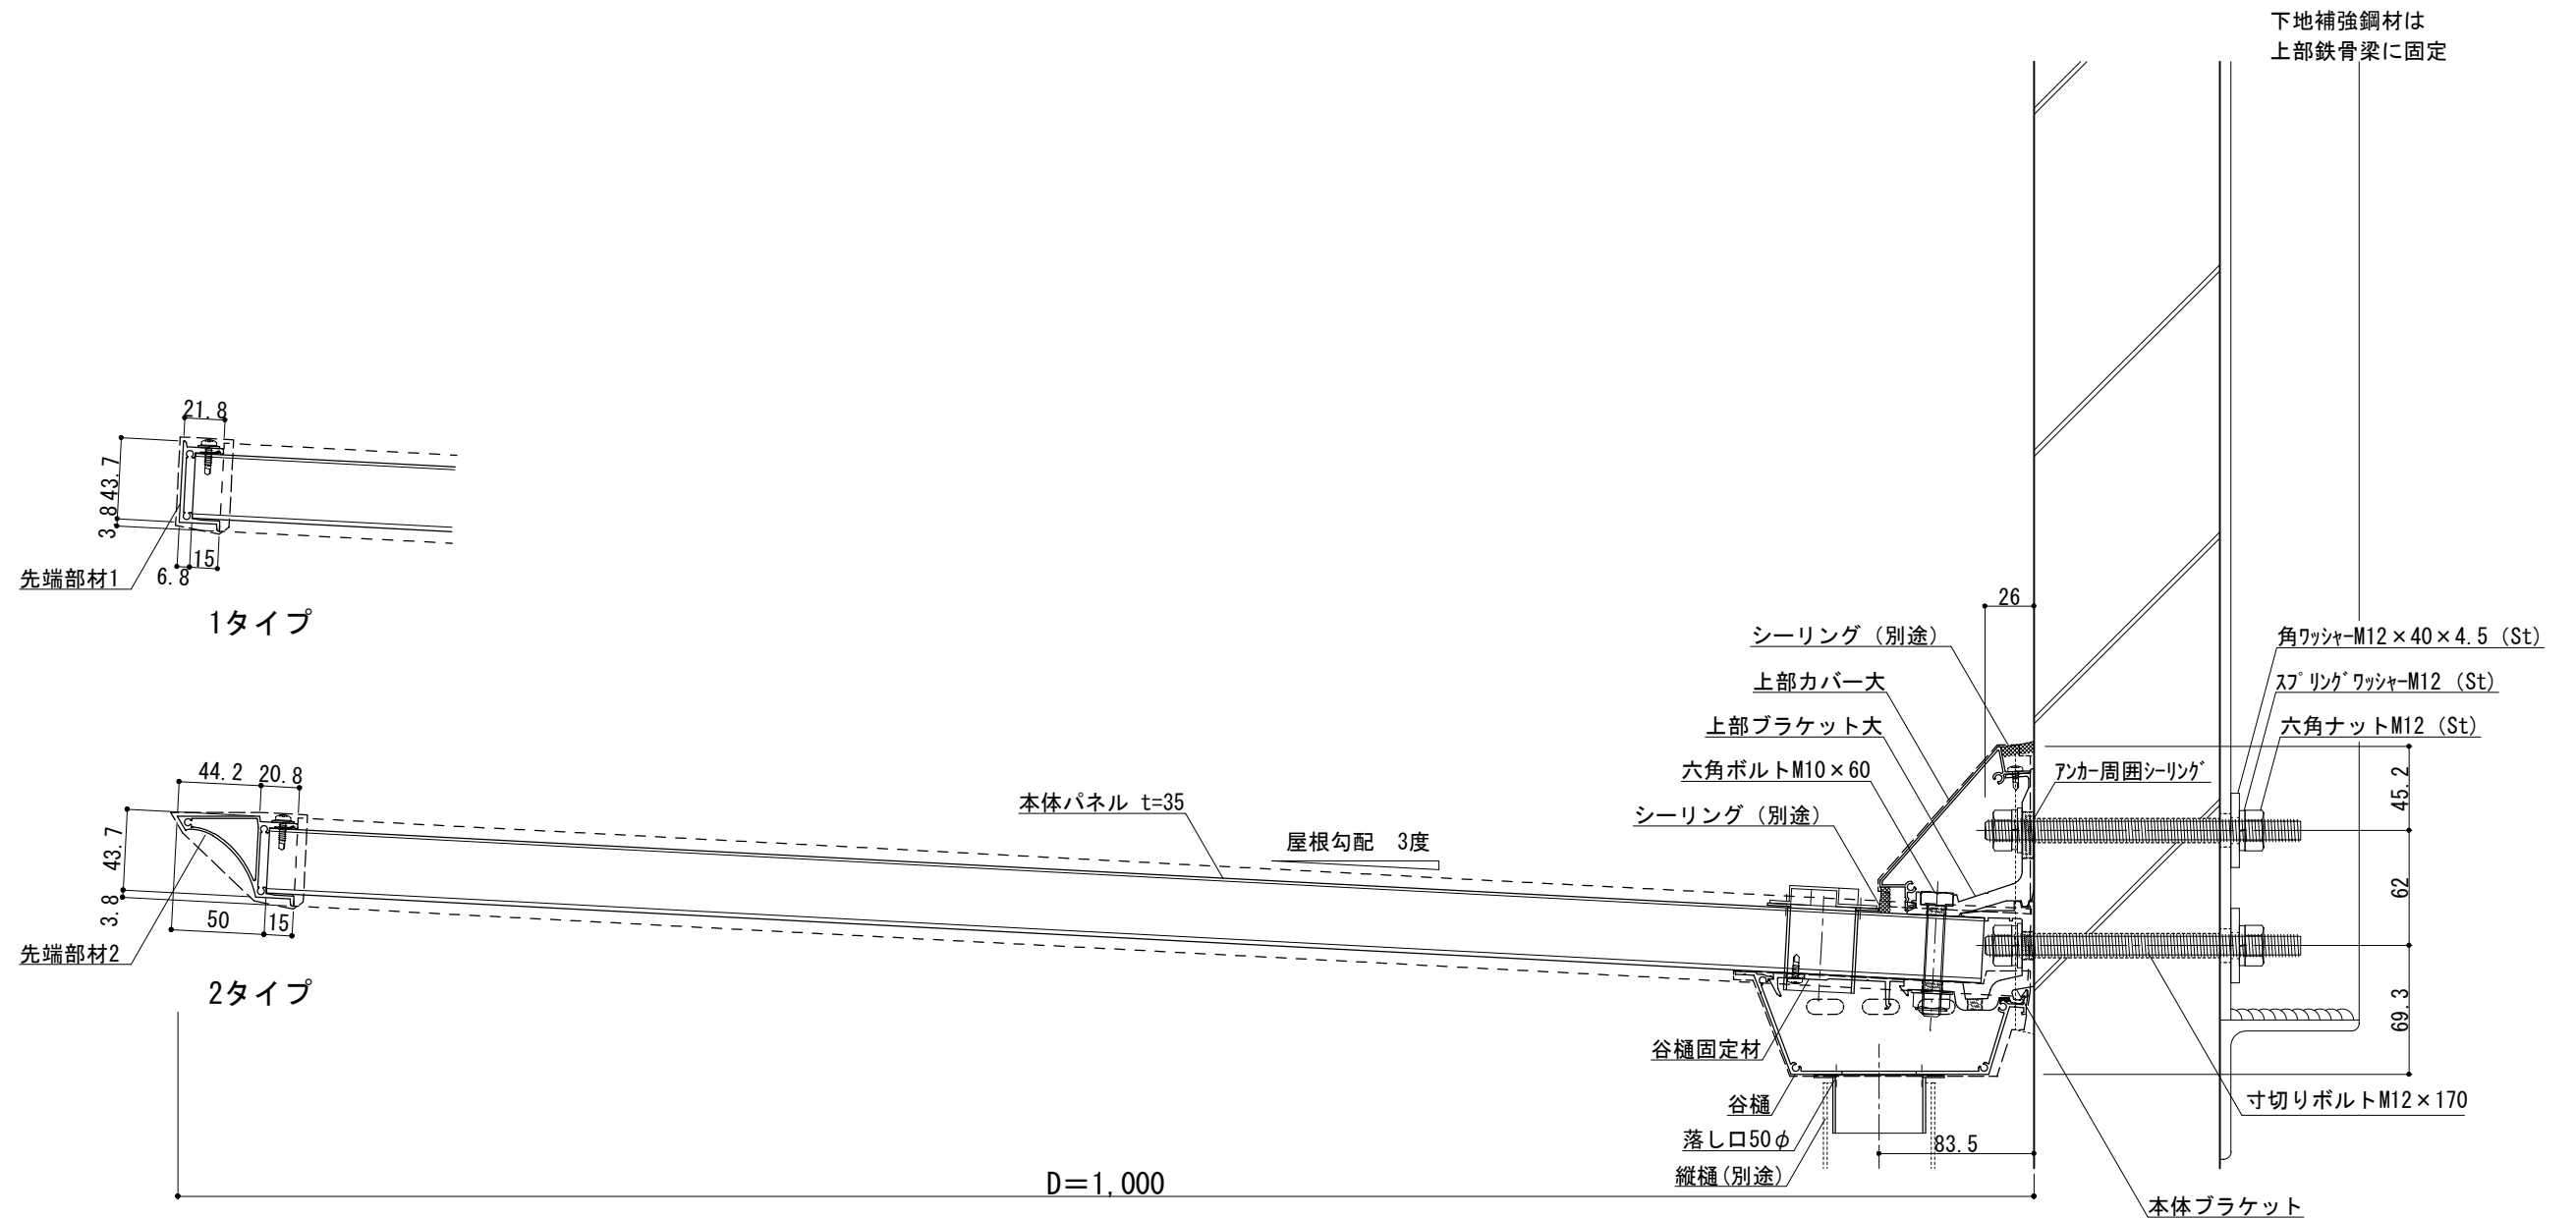 下地補強鋼材は
上部鉄骨梁に固定
21.8
43.7
3.8
15
6.8
先端部材1
1タイプ
26
シーリング（別途）
角ﾜｯｼｬｰM12×40×4.5（St）
上部カバー大
ｽﾌﾟﾘﾝｸﾞﾜｯｼｬｰM12（St）
上部ブラケット大
六角ナットM12（St）
44.2
20.8
六角ボルトM10×60
ｱﾝｶｰ周囲ｼｰﾘﾝｸﾞ
45.2
本体パネル t=35
シーリング（別途）
屋根勾配　3度
43.7
3.8
62
50
15
先端部材2
2タイプ
69.3
谷樋固定材
谷樋
寸切りボルトM12×170
落し口50φ
83.5
縦樋(別途)
D＝1,000
本体ブラケット